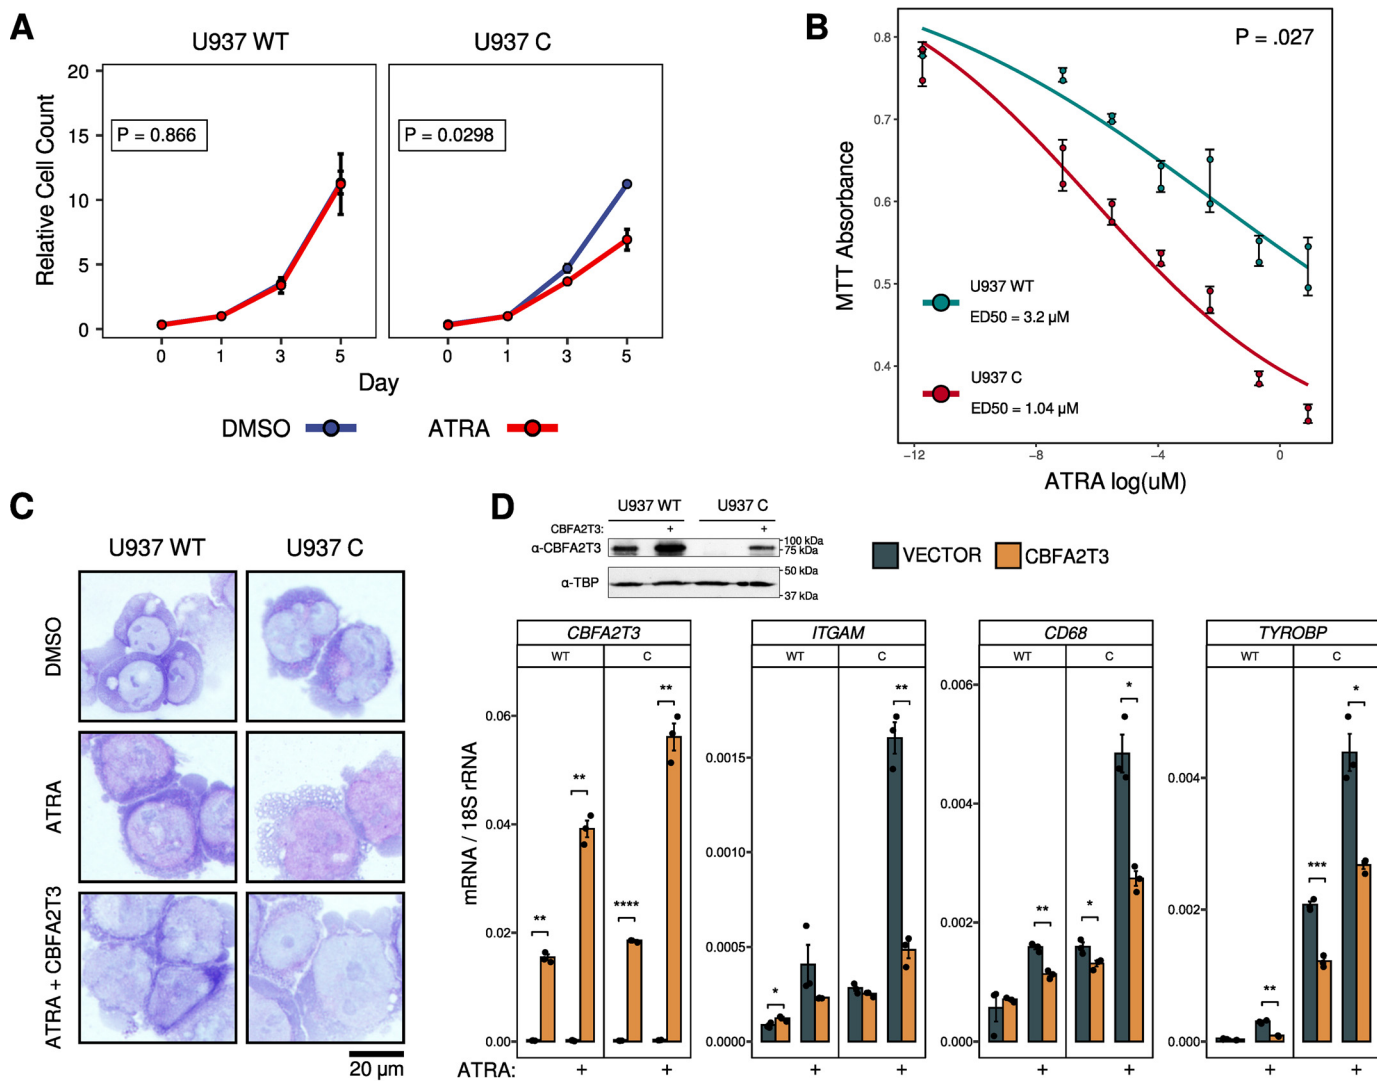 A
U937 WT
U937 C
Relative Cell Count
20
15
10
5
0
P = 0.866
P = 0.0298
0 1 3 5
0 1 3 5
Day
DMSO
ATRA
B
P = .027
MTT Absorbance
0.8
0.7
0.6
0.5
0.4
U937 WT
ED50 = 3.2 µM
U937 C
ED50 = 1.04 µM
−12 −8 −4 0
ATRA log(uM)
C
U937 WT
U937 C
DMSO
ATRA
ATRA + CBFA2T3
20 µm
D
U937 WT
U937 C
CBFA2T3: + +
α-CBFA2T3
100 kDa
75 kDa
α-TBP
50 kDa
37 kDa
VECTOR
CBFA2T3
mRNA / 18S rRNA
CBFA2T3
WT C
0.06
0.04
0.02
0.00
** ** **** **
ITGAM
WT C
0.0015
0.0010
0.0005
0.0000
* **
CD68
WT C
0.006
0.004
0.002
0.000
** * *
TYROBP
WT C
0.004
0.002
0.000
** *** *
ATRA: + + + + + + + +